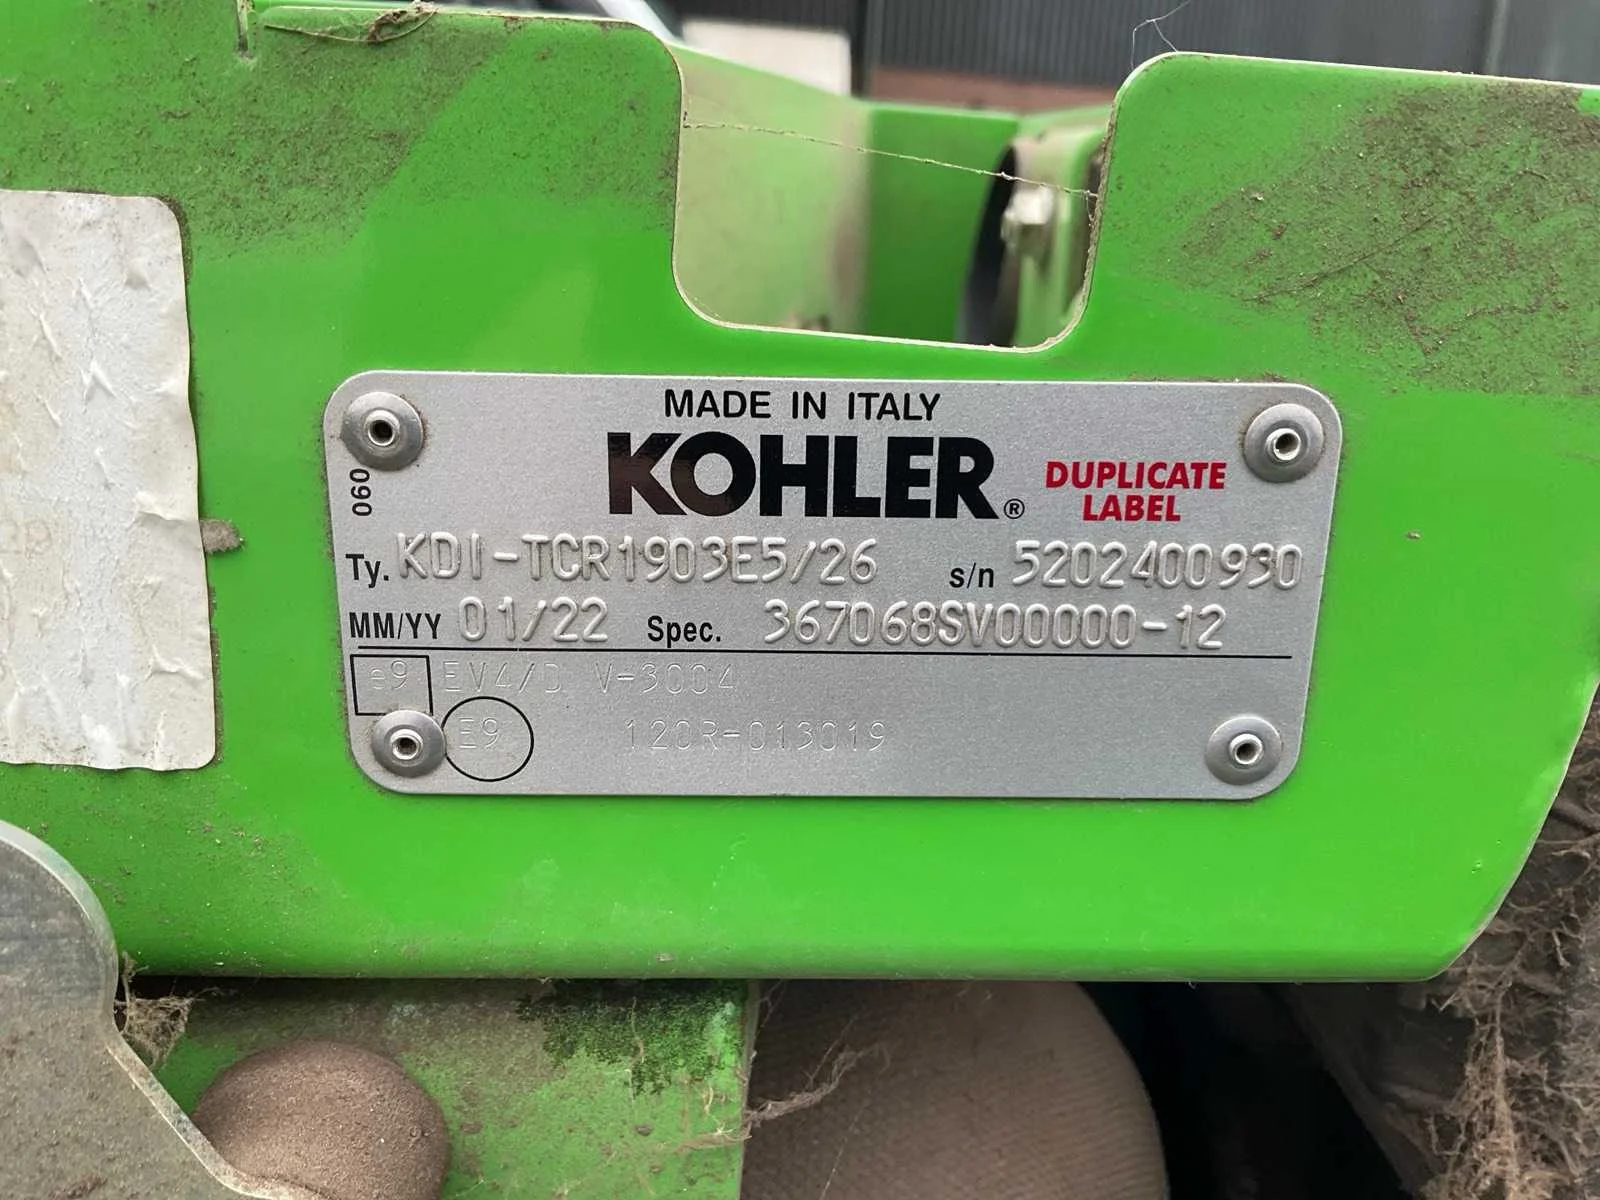 MADE IN ITALY
KOHLER®
DUPLICATE
LABEL
060
Ty. KDI-TCR1903E5/26 s/n 5202400930
MM/YY 01/22 Spec. 367068SV00000-12
e9 EV4/D V-3004
E9 120R-013019